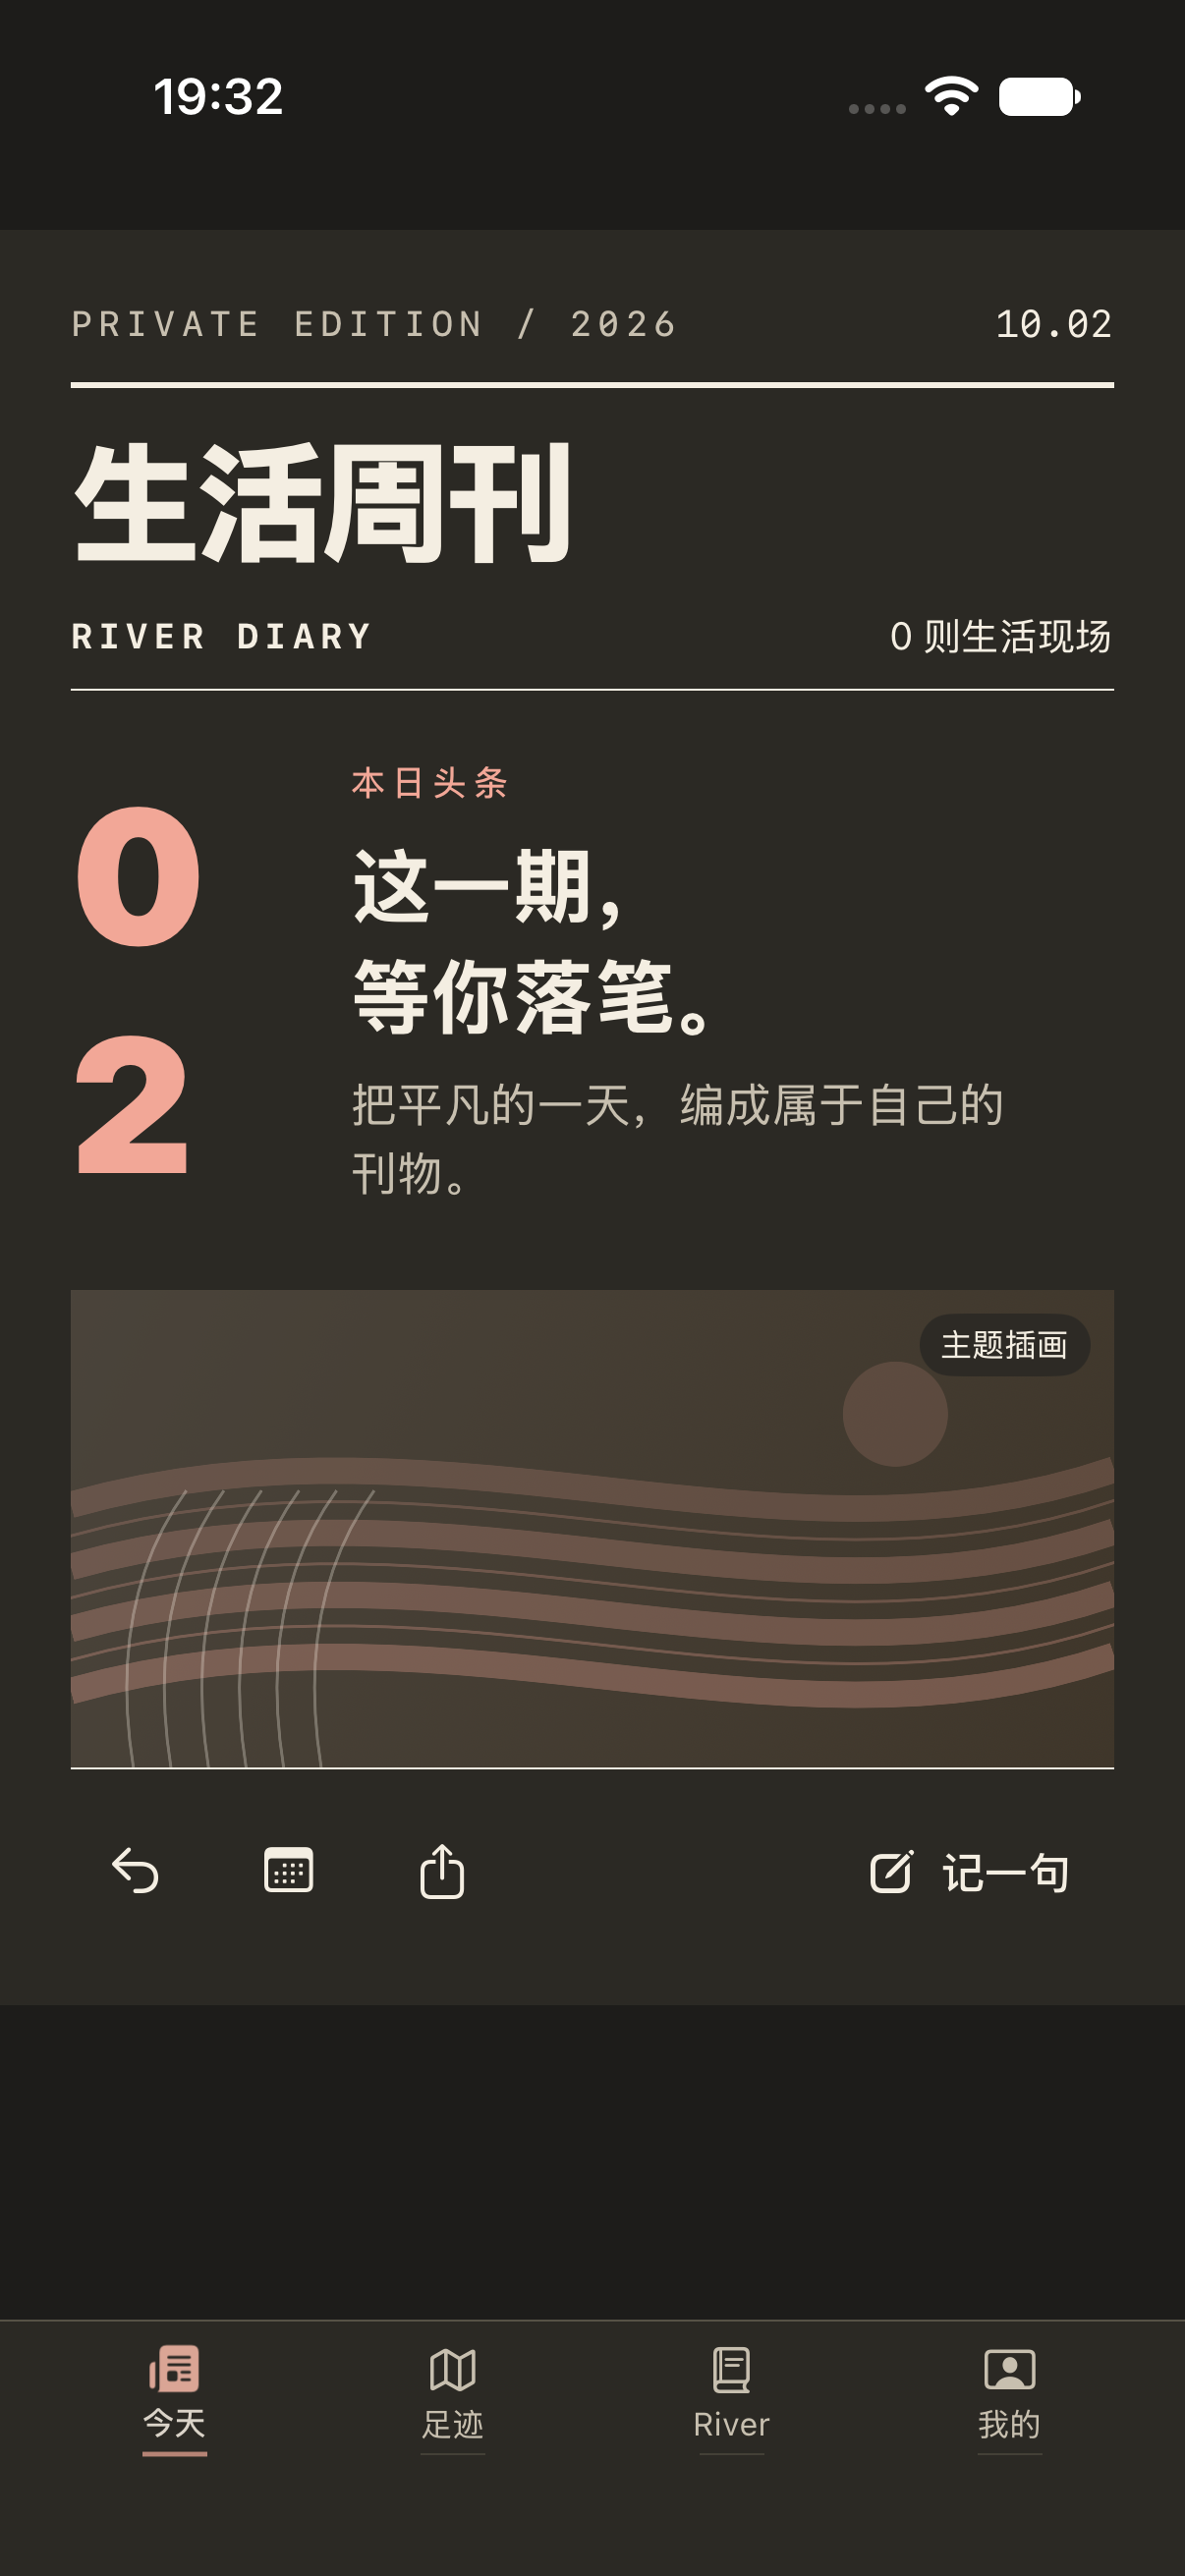 19:32
PRIVATE EDITION / 2026
10.02
生活周刊
RIVER DIARY
0 则生活现场
0
2
本日头条
这一期，
等你落笔。
把平凡的一天，编成属于自己的
刊物。
主题插画
记一句
今天
足迹
River
我的